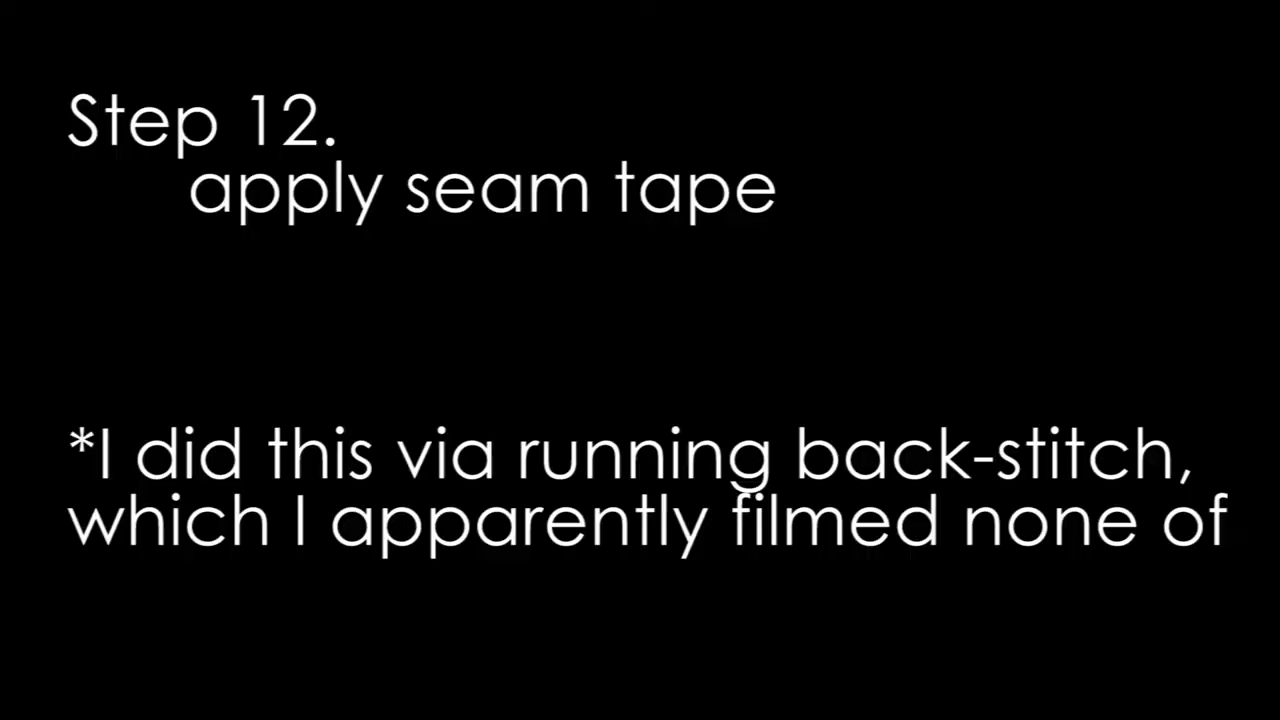 Step 12.
apply seam tape
*I did this via running back-stitch,
which I apparently filmed none of